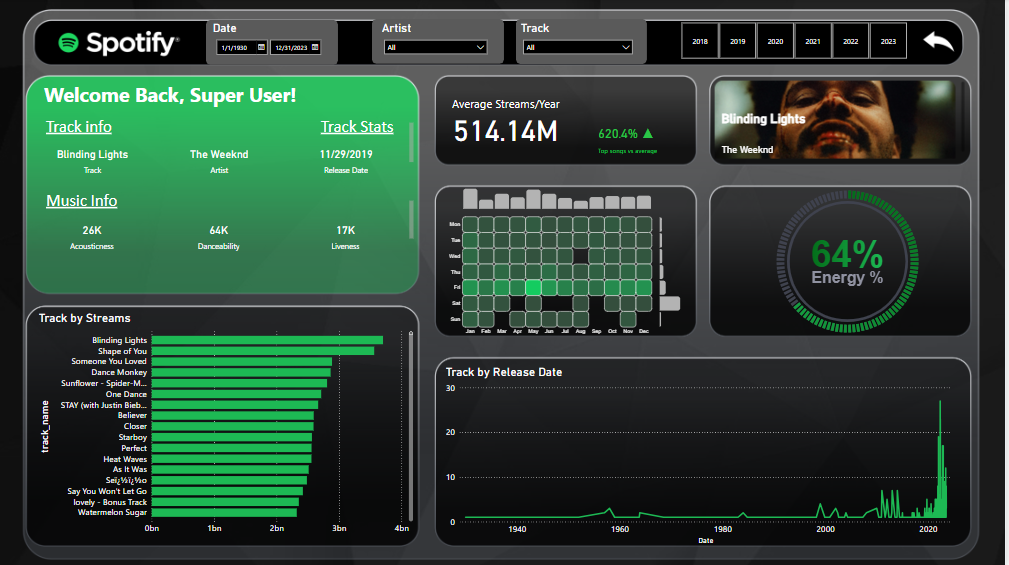 Spotify®
Date
1/1/1930 12/31/2023
Artist
All
Track
All
2018 2019 2020 2021 2022 2023
Welcome Back, Super User!
Track info Track Stats
Blinding Lights The Weeknd 11/29/2019
Track Artist Release Date
Music Info
26K 64K 17K
Acousticness Danceability Liveness
Average Streams/Year
514.14M 620.4% ▲
Top songs vs average
Blinding Lights
The Weeknd
Mon
Tue
Wed
Thu
Fri
Sat
Sun
Jan Feb Mar Apr May Jun Jul Aug Sep Oct Nov Dec
64%
Energy %
Track by Streams
track_name
Blinding Lights
Shape of You
Someone You Loved
Dance Monkey
Sunflower - Spider-M...
One Dance
STAY (with Justin Bieb...
Believer
Closer
Starboy
Perfect
Heat Waves
As It Was
Seï¿½ï¿½o
Say You Won't Let Go
lovely - Bonus Track
Watermelon Sugar
0bn 1bn 2bn 3bn 4bn
Track by Release Date
30
20
10
0
1940 1960 1980 2000 2020
Date